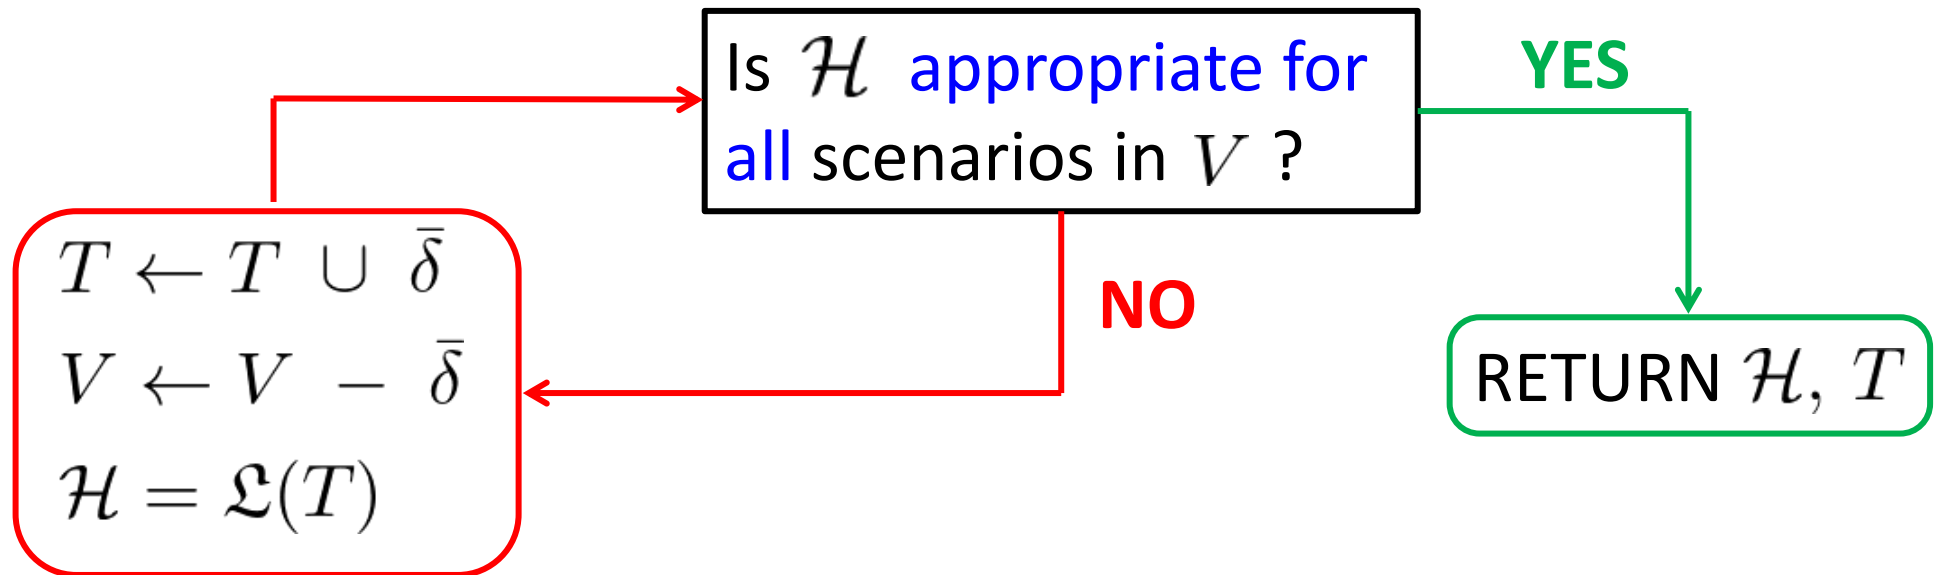 Is ℋ appropriate for
all scenarios in V ?
YES
NO
T ← T ∪ δ̄
V ← V − δ̄
ℋ = 𝔏(T)
RETURN ℋ, T